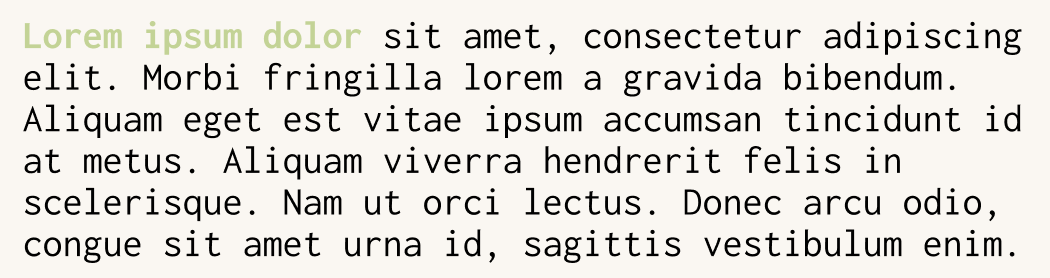 Lorem ipsum dolor sit amet, consectetur adipiscing
elit. Morbi fringilla lorem a gravida bibendum.
Aliquam eget est vitae ipsum accumsan tincidunt id
at metus. Aliquam viverra hendrerit felis in
scelerisque. Nam ut orci lectus. Donec arcu odio,
congue sit amet urna id, sagittis vestibulum enim.